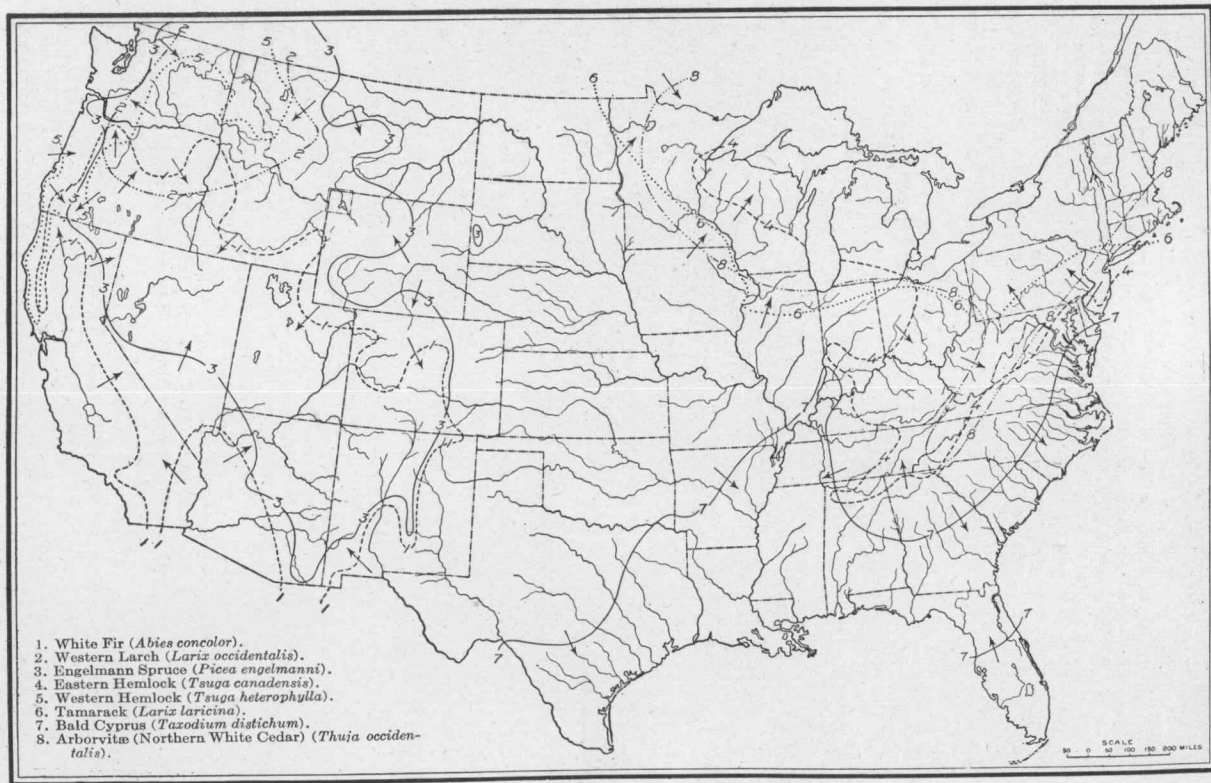 1. White Fir (Abies concolor).
2. Western Larch (Larix occidentalis).
3. Engelmann Spruce (Picea engelmanni).
4. Eastern Hemlock (Tsuga canadensis).
5. Western Hemlock (Tsuga heterophylla).
6. Tamarack (Larix laricina).
7. Bald Cyprus (Taxodium distichum).
8. Arborvitæ (Northern White Cedar) (Thuja occiden-
talis).
SCALE
50 0 50 100 150 200 MILES